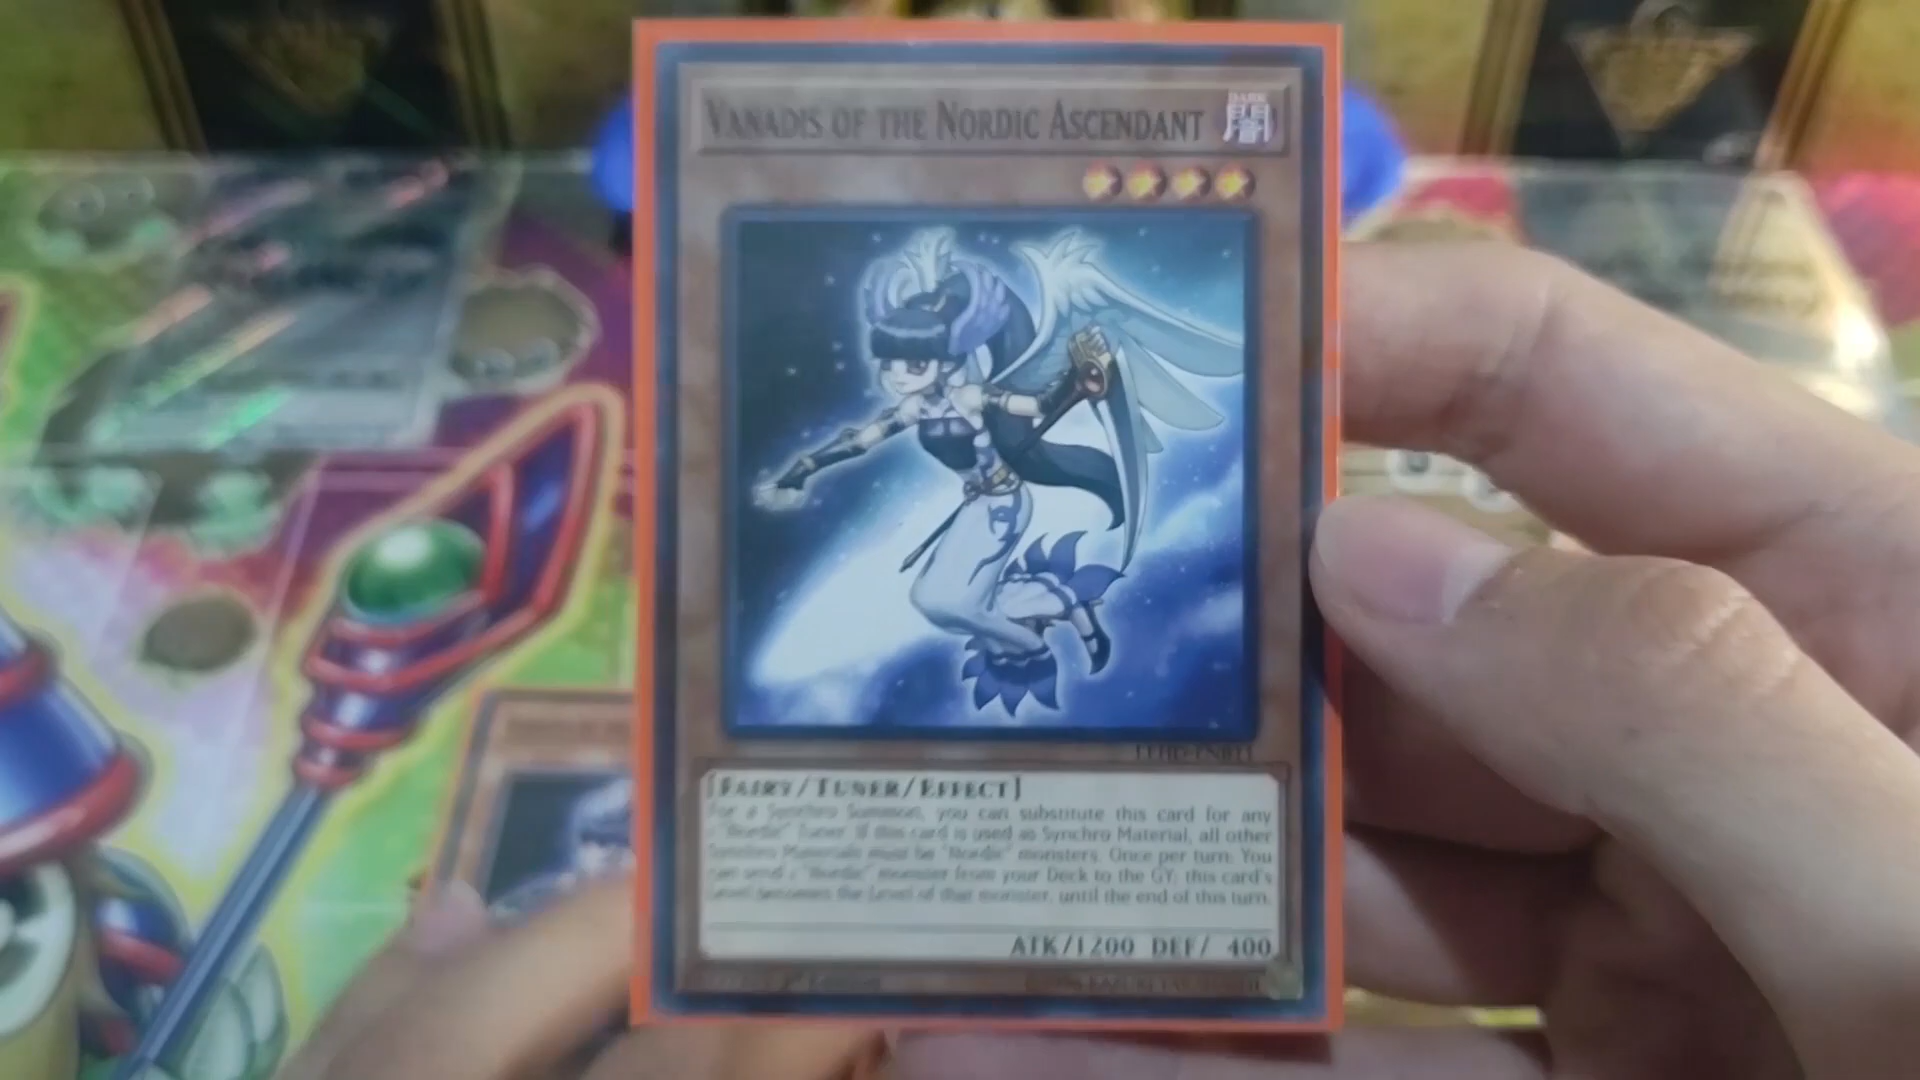 VANADIS OF THE NORDIC ASCENDANT
DARK
闇
[FAIRY/TUNER/EFFECT]
For a Synchro Summon, you can substitute this card for any
"Nordic" Tuner. If this card is used as Synchro Material, all other
Synchro Materials must be "Nordic" monsters. Once per turn: You
can send 1 "Nordic" monster from your Deck to the GY; this card's
Level becomes the Level of that monster, until the end of this turn.
ATK/1200 DEF/ 400
1st Edition